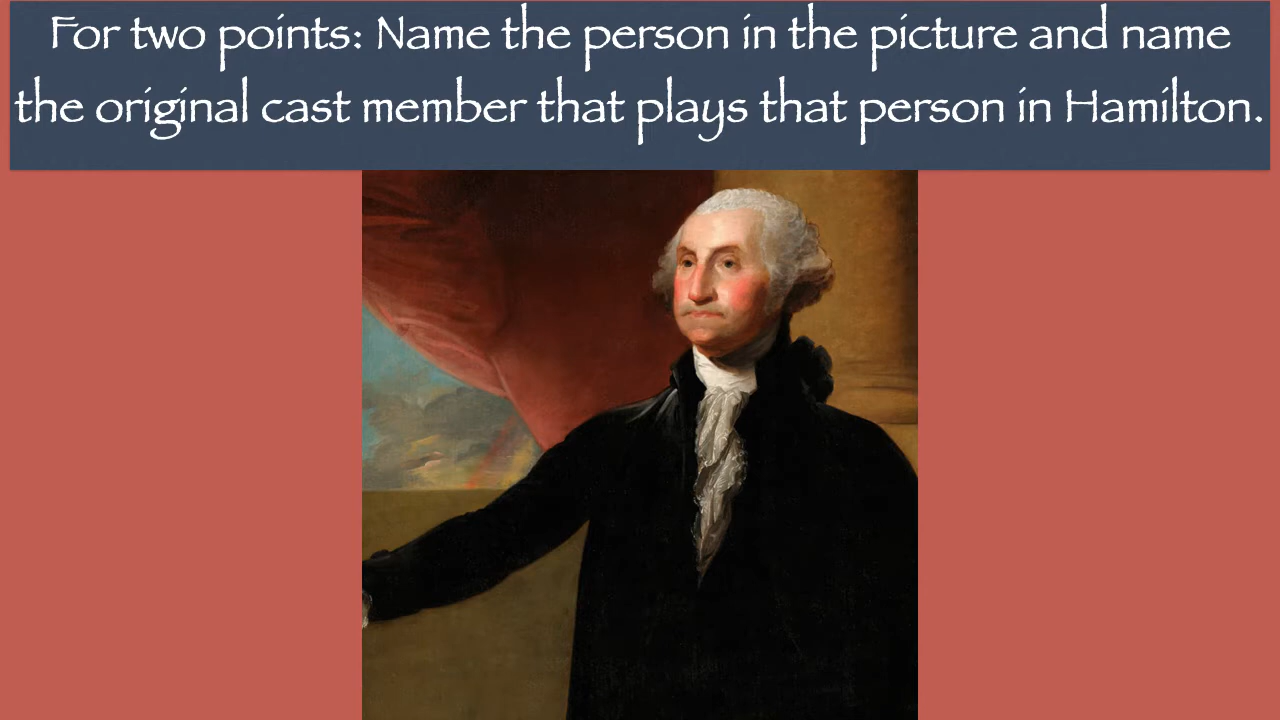 For two points: Name the person in the picture and name
the original cast member that plays that person in Hamilton.